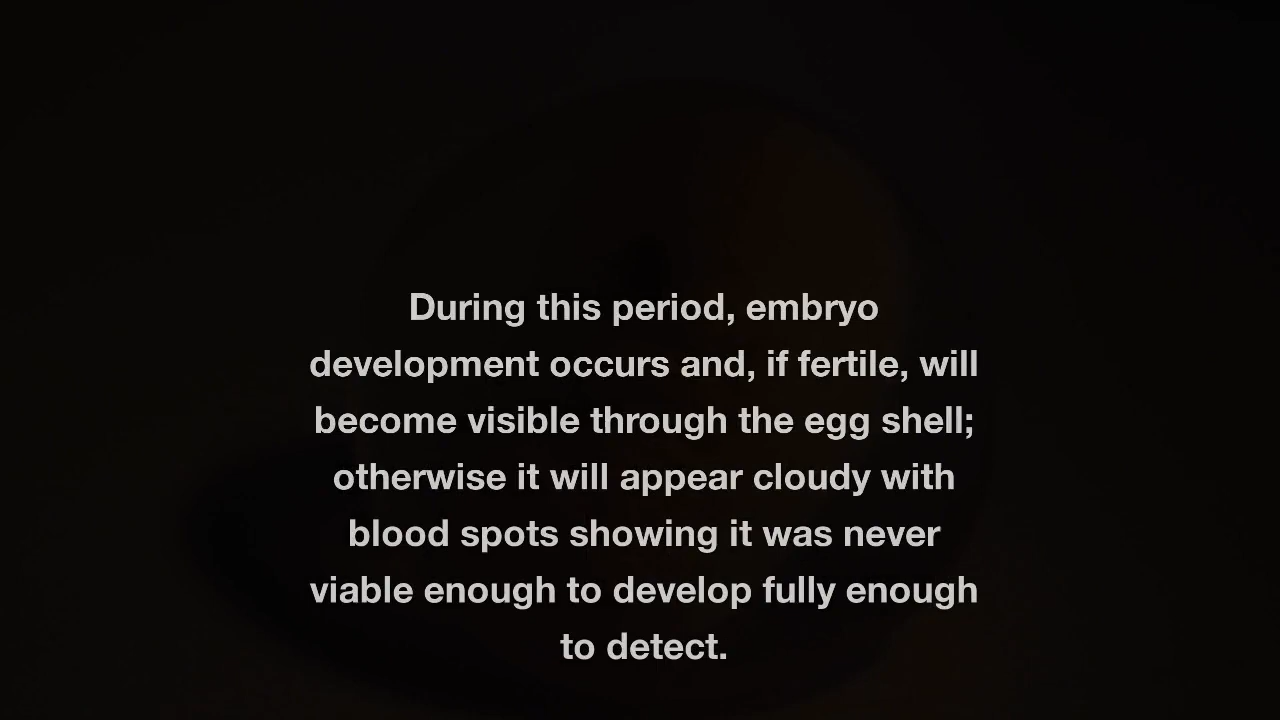 During this period, embryo
development occurs and, if fertile, will
become visible through the egg shell;
otherwise it will appear cloudy with
blood spots showing it was never
viable enough to develop fully enough
to detect.